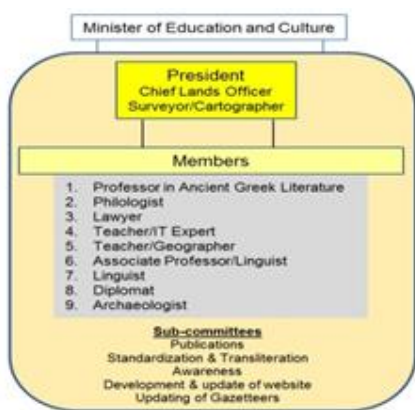 Minister of Education and Culture
President
Chief Lands Officer
Surveyor/Cartographer
Members
1. Professor in Ancient Greek Literature
2. Philologist
3. Lawyer
4. Teacher/IT Expert
5. Teacher/Geographer
6. Associate Professor/Linguist
7. Linguist
8. Diplomat
9. Archaeologist
Sub-committees
Publications
Standardization & Transliteration
Awareness
Development & update of website
Updating of Gazetteers